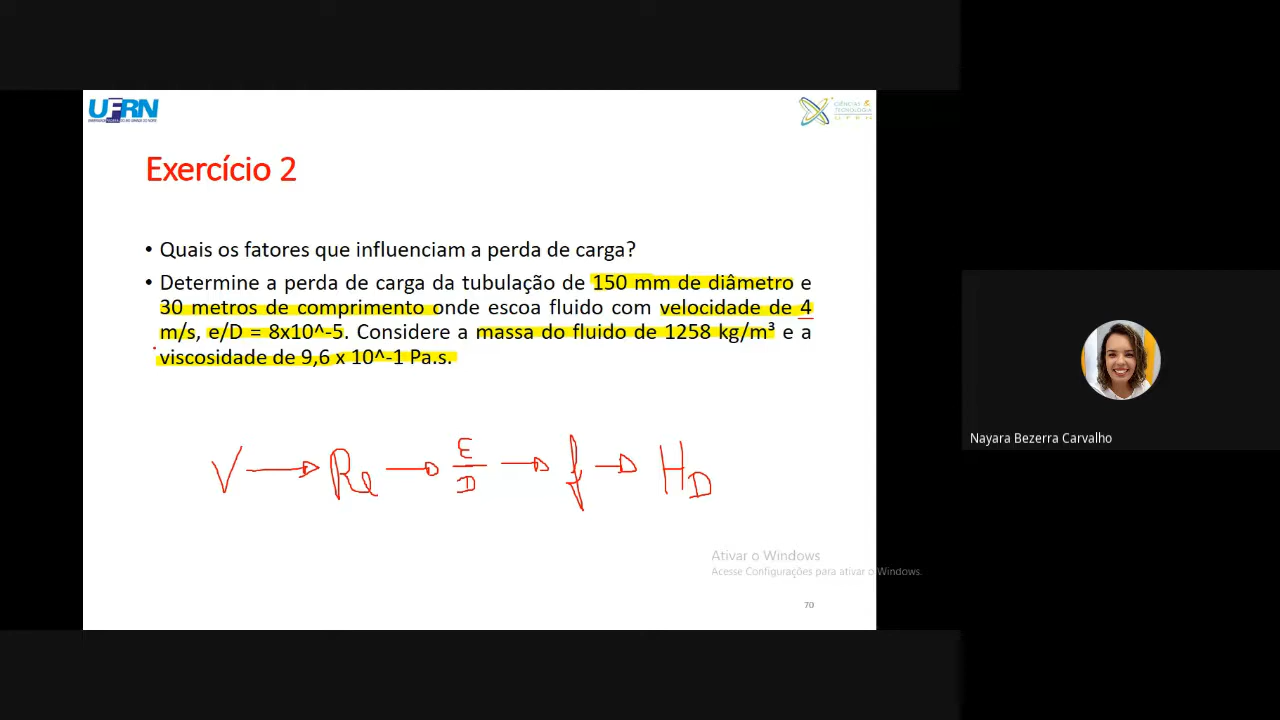 UFRN
CIÊNCIAS &
TECNOLOGIA
UFRN
Exercício 2
• Quais os fatores que influenciam a perda de carga?
• Determine a perda de carga da tubulação de 150 mm de diâmetro e
30 metros de comprimento onde escoa fluido com velocidade de 4
m/s, e/D = 8x10^-5. Considere a massa do fluido de 1258 kg/m³ e a
viscosidade de 9,6 x 10^-1 Pa.s.
V → Re → ε/D → f → HD
Nayara Bezerra Carvalho
Ativar o Windows
Acesse Configurações para ativar o Windows.
70